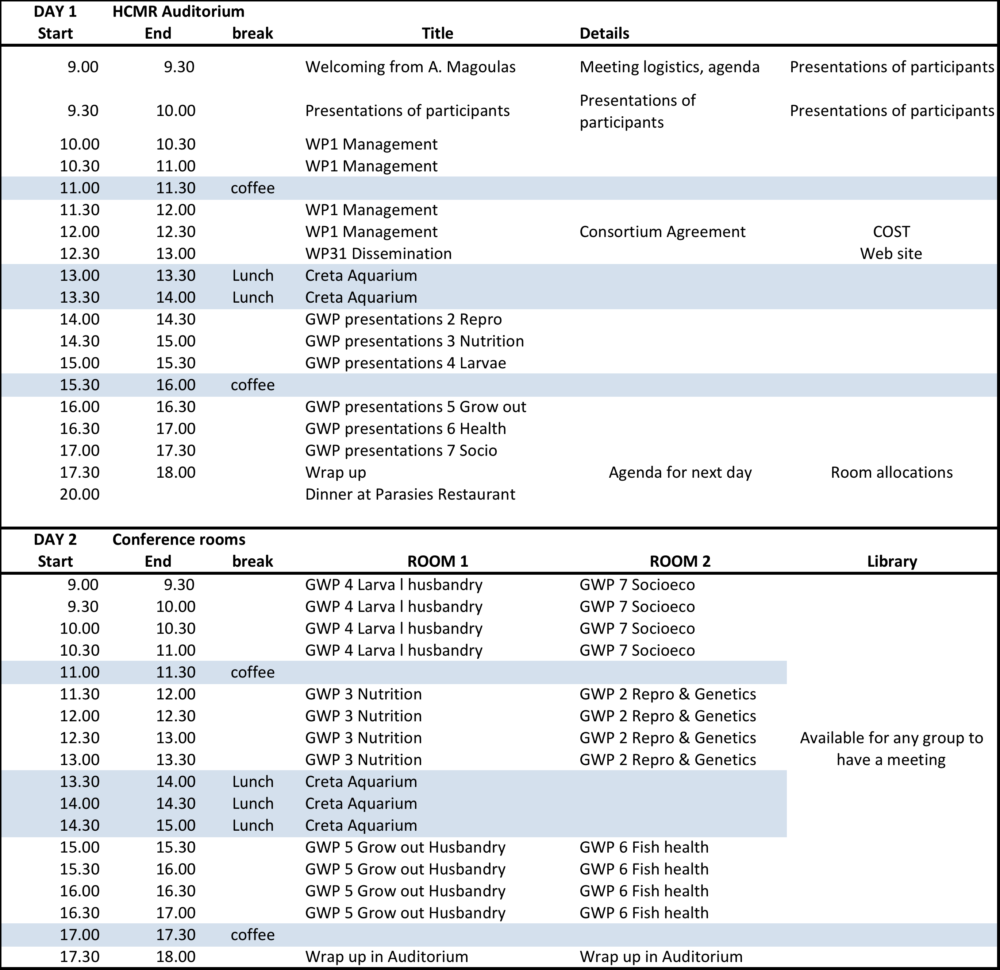 DAY 1 HCMR Auditorium
Start End break Title Details
9.00 9.30 Welcoming from A. Magoulas Meeting logistics, agenda Presentations of participants
9.30 10.00 Presentations of participants Presentations of participants Presentations of participants
10.00 10.30 WP1 Management
10.30 11.00 WP1 Management
11.00 11.30 coffee
11.30 12.00 WP1 Management
12.00 12.30 WP1 Management Consortium Agreement COST
12.30 13.00 WP31 Dissemination Web site
13.00 13.30 Lunch Creta Aquarium
13.30 14.00 Lunch Creta Aquarium
14.00 14.30 GWP presentations 2 Repro
14.30 15.00 GWP presentations 3 Nutrition
15.00 15.30 GWP presentations 4 Larvae
15.30 16.00 coffee
16.00 16.30 GWP presentations 5 Grow out
16.30 17.00 GWP presentations 6 Health
17.00 17.30 GWP presentations 7 Socio
17.30 18.00 Wrap up Agenda for next day Room allocations
20.00 Dinner at Parasies Restaurant
DAY 2 Conference rooms
Start End break ROOM 1 ROOM 2 Library
9.00 9.30 GWP 4 Larva l husbandry GWP 7 Socioeco
9.30 10.00 GWP 4 Larva l husbandry GWP 7 Socioeco
10.00 10.30 GWP 4 Larva l husbandry GWP 7 Socioeco
10.30 11.00 GWP 4 Larva l husbandry GWP 7 Socioeco
11.00 11.30 coffee
11.30 12.00 GWP 3 Nutrition GWP 2 Repro & Genetics
12.00 12.30 GWP 3 Nutrition GWP 2 Repro & Genetics
12.30 13.00 GWP 3 Nutrition GWP 2 Repro & Genetics Available for any group to
13.00 13.30 GWP 3 Nutrition GWP 2 Repro & Genetics have a meeting
13.30 14.00 Lunch Creta Aquarium
14.00 14.30 Lunch Creta Aquarium
14.30 15.00 Lunch Creta Aquarium
15.00 15.30 GWP 5 Grow out Husbandry GWP 6 Fish health
15.30 16.00 GWP 5 Grow out Husbandry GWP 6 Fish health
16.00 16.30 GWP 5 Grow out Husbandry GWP 6 Fish health
16.30 17.00 GWP 5 Grow out Husbandry GWP 6 Fish health
17.00 17.30 coffee
17.30 18.00 Wrap up in Auditorium Wrap up in Auditorium